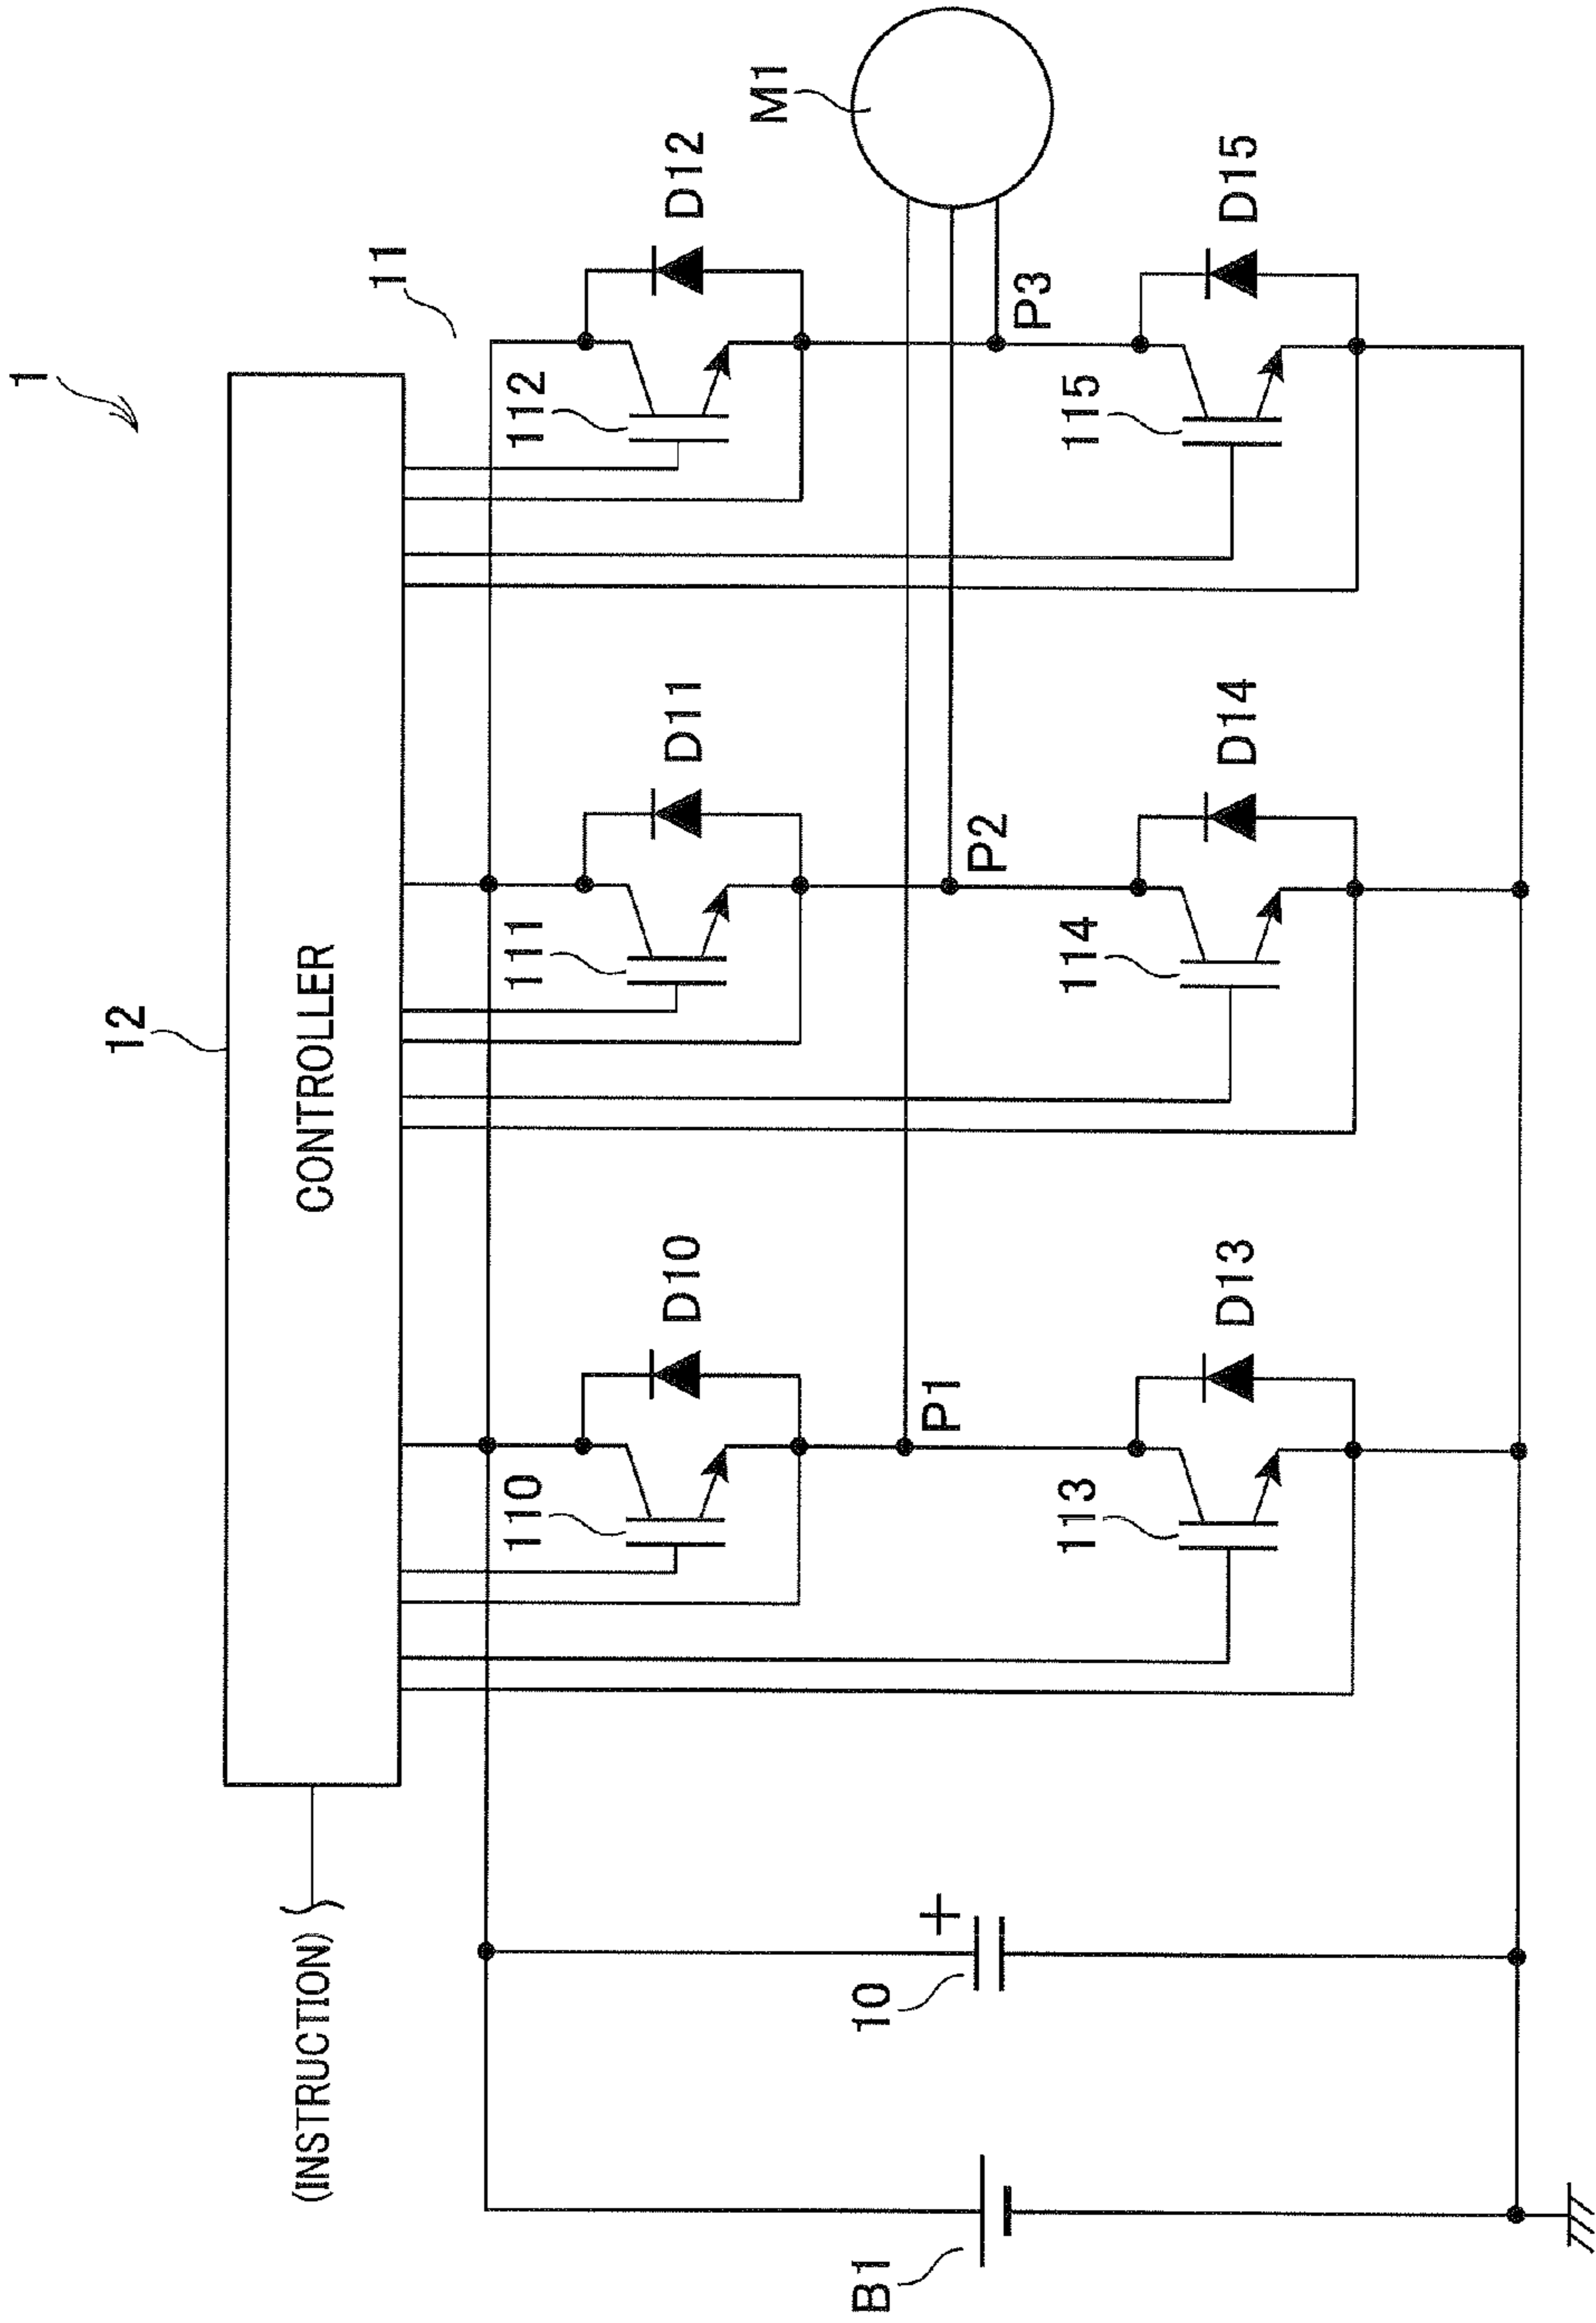 1
12
11
CONTROLLER
(INSTRUCTION)
110
D10
111
D11
112
D12
M1
B1
10
+
P1
P2
P3
113
D13
114
D14
115
D15